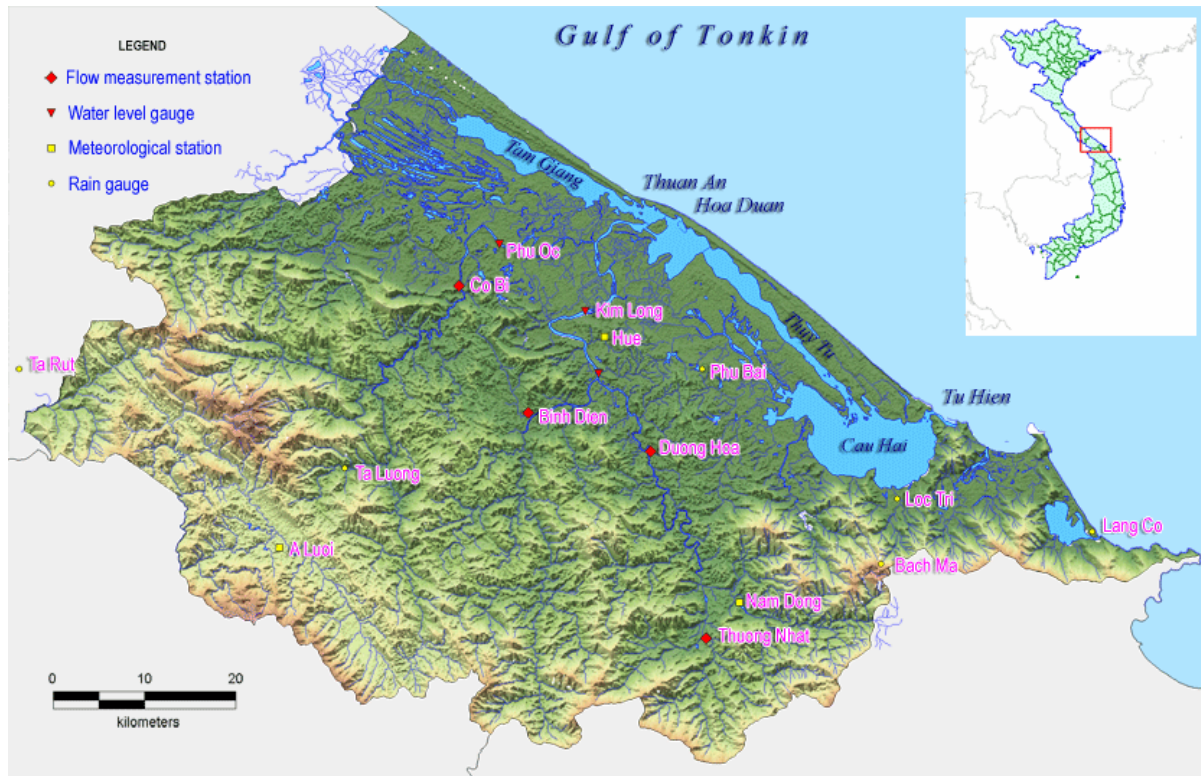 Gulf of Tonkin
LEGEND
Flow measurement station
Water level gauge
Meteorological station
Rain gauge
Tam Giang
Thuan An
Hoa Duan
Phu Oc
Co Bi
Kim Long
Hue
Thuy Tu
Ta Rut
Phu Bai
Tu Hien
Binh Dien
Duong Hoa
Cau Hai
Ta Luong
Loc Tri
Lang Co
A Luoi
Bach Ma
Nam Dong
Thuong Nhat
0 10 20
kilometers